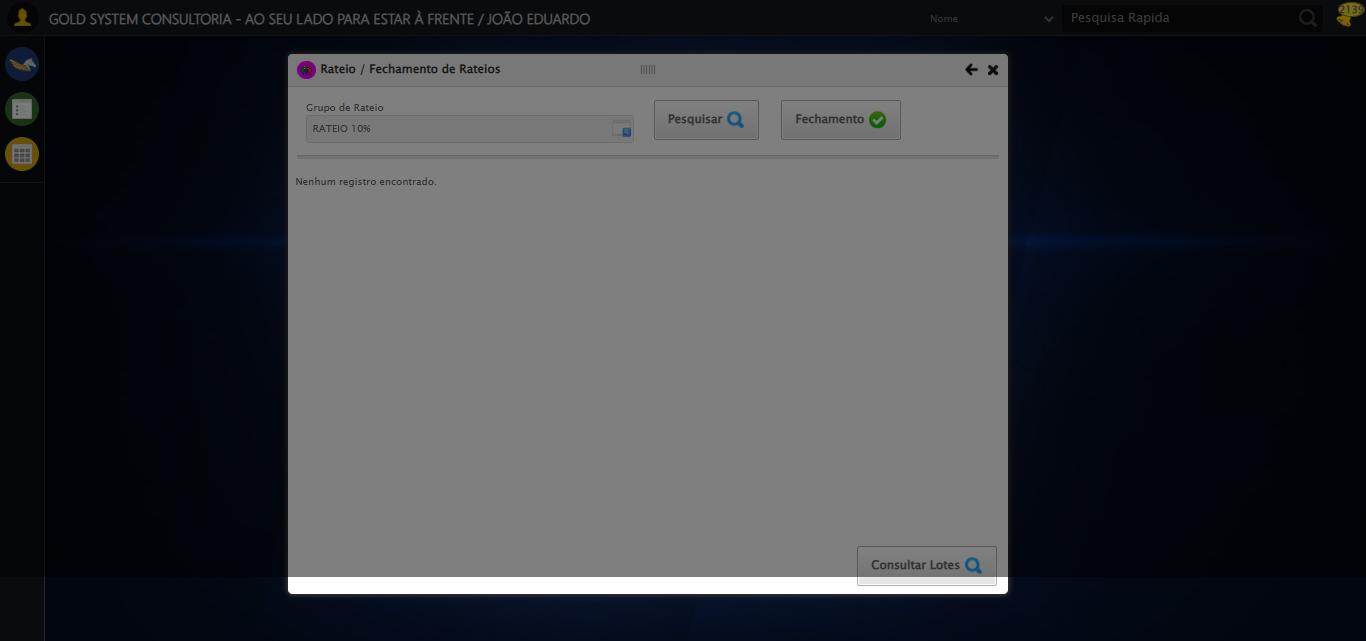 GOLD SYSTEM CONSULTORIA - AO SEU LADO PARA ESTAR À FRENTE / JOÃO EDUARDO
Nome
Pesquisa Rapida
2139
Rateio / Fechamento de Rateios
Grupo de Rateio
RATEIO 10%
Pesquisar
Fechamento
Nenhum registro encontrado.
Consultar Lotes